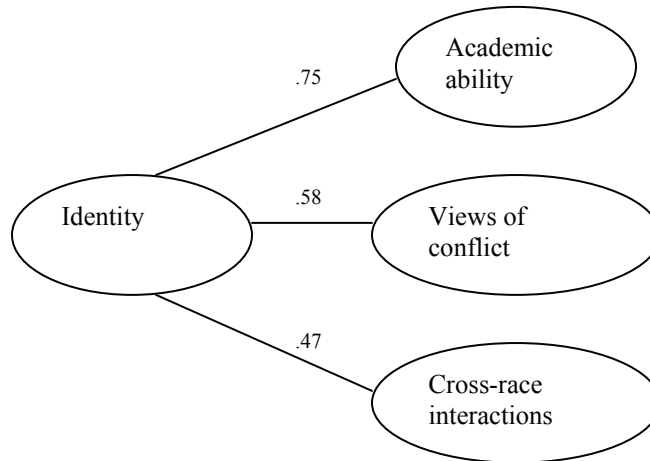 Academic
ability
.75
Identity
.58
Views of
conflict
.47
Cross-race
interactions